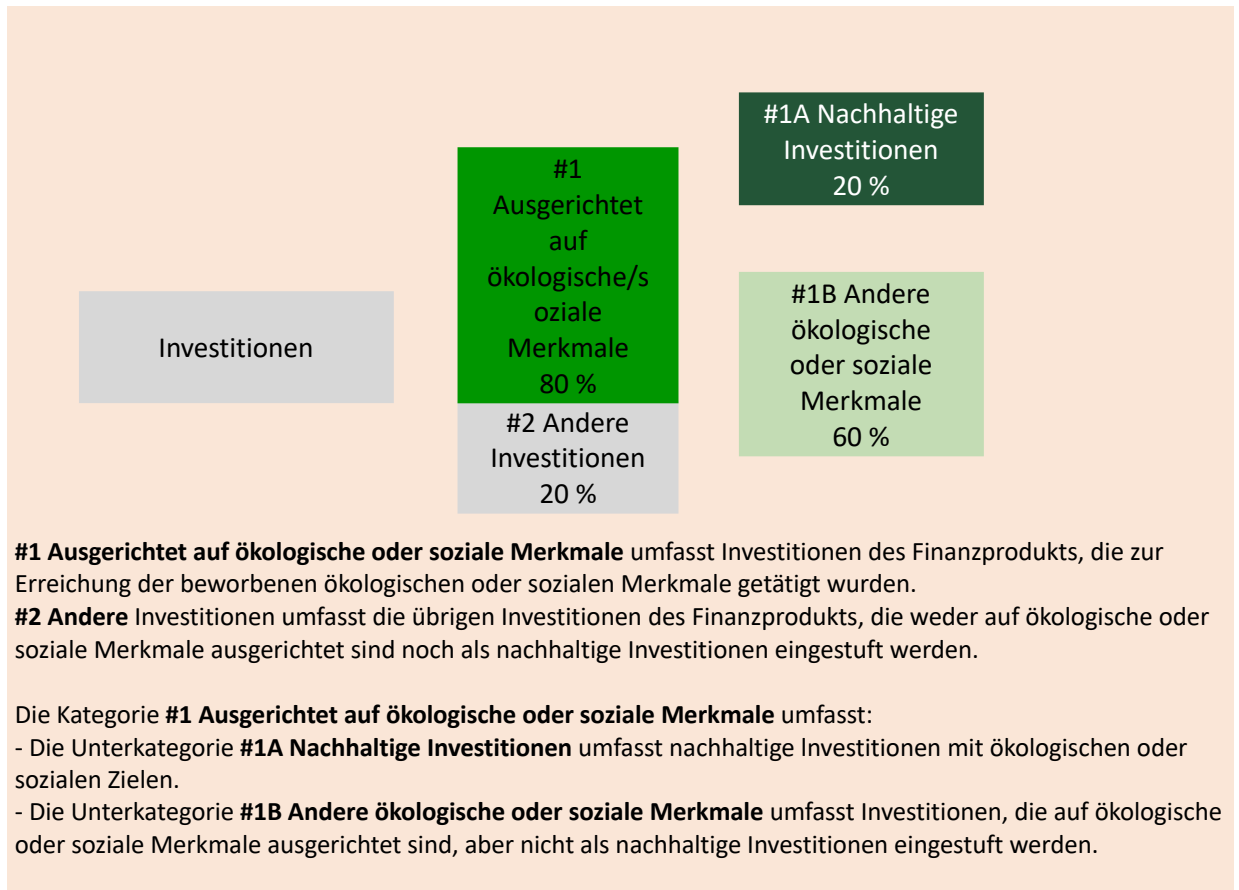 #1A Nachhaltige
Investitionen
20 %
#1
Ausgerichtet
auf
ökologische/s
oziale
Merkmale
80 %
#1B Andere
ökologische
oder soziale
Merkmale
60 %
Investitionen
#2 Andere
Investitionen
20 %
#1 Ausgerichtet auf ökologische oder soziale Merkmale umfasst Investitionen des Finanzprodukts, die zur
Erreichung der beworbenen ökologischen oder sozialen Merkmale getätigt wurden.
#2 Andere Investitionen umfasst die übrigen Investitionen des Finanzprodukts, die weder auf ökologische oder
soziale Merkmale ausgerichtet sind noch als nachhaltige Investitionen eingestuft werden.
Die Kategorie #1 Ausgerichtet auf ökologische oder soziale Merkmale umfasst:
- Die Unterkategorie #1A Nachhaltige Investitionen umfasst nachhaltige Investitionen mit ökologischen oder
sozialen Zielen.
- Die Unterkategorie #1B Andere ökologische oder soziale Merkmale umfasst Investitionen, die auf ökologische
oder soziale Merkmale ausgerichtet sind, aber nicht als nachhaltige Investitionen eingestuft werden.